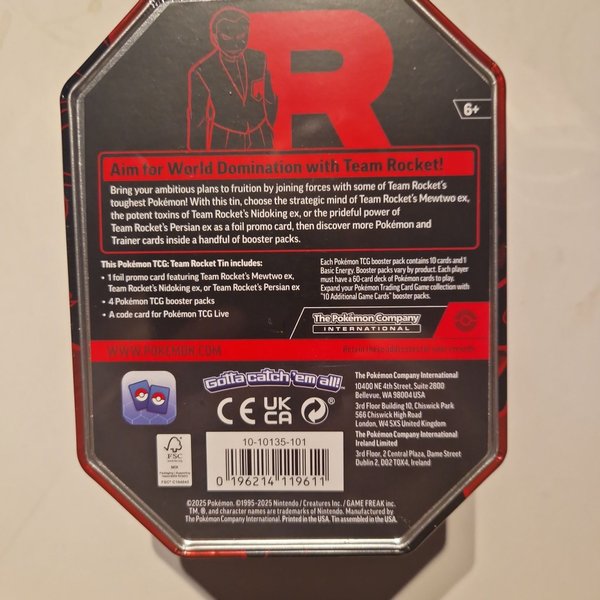 R
6+
Aim for World Domination with Team Rocket!
Bring your ambitious plans to fruition by joining forces with some of Team Rocket's
toughest Pokémon! With this tin, choose the strategic mind of Team Rocket's Mewtwo ex,
the potent toxins of Team Rocket's Nidoking ex, or the prideful power of
Team Rocket's Persian ex as a foil promo card, then discover more Pokémon and
Trainer cards inside a handful of booster packs.
This Pokémon TCG: Team Rocket Tin includes:
• 1 foil promo card featuring Team Rocket's Mewtwo ex,
Team Rocket's Nidoking ex, or Team Rocket's Persian ex
• 4 Pokémon TCG booster packs
• A code card for Pokémon TCG Live
Each Pokémon TCG booster pack contains 10 cards and 1
Basic Energy. Booster packs vary by product. Each player
must have a 60-card deck of Pokémon cards to play.
Expand your Pokémon Trading Card Game collection with
"10 Additional Game Cards" booster packs.
The Pokémon Company
INTERNATIONAL
WWW.POKEMON.COM
Retain these addresses for your records.
Gotta catch 'em all!™
CE UK
CA
The Pokémon Company International
10400 NE 4th Street, Suite 2800
Bellevue, WA 98004 USA
3rd Floor Building 10, Chiswick Park
566 Chiswick High Road
London, W4 5XS United Kingdom
The Pokémon Company International
Ireland Limited
3rd Floor, 2 Central Plaza, Dame Street
Dublin 2, D02 T0X4, Ireland
FSC
MIX
10-10135-101
0 196214 119611
©2025 Pokémon. ©1995-2025 Nintendo / Creatures Inc. / GAME FREAK inc.
TM, ®, and character names are trademarks of Nintendo. Manufactured by
The Pokémon Company International. Printed in the USA. Tin assembled in the USA.